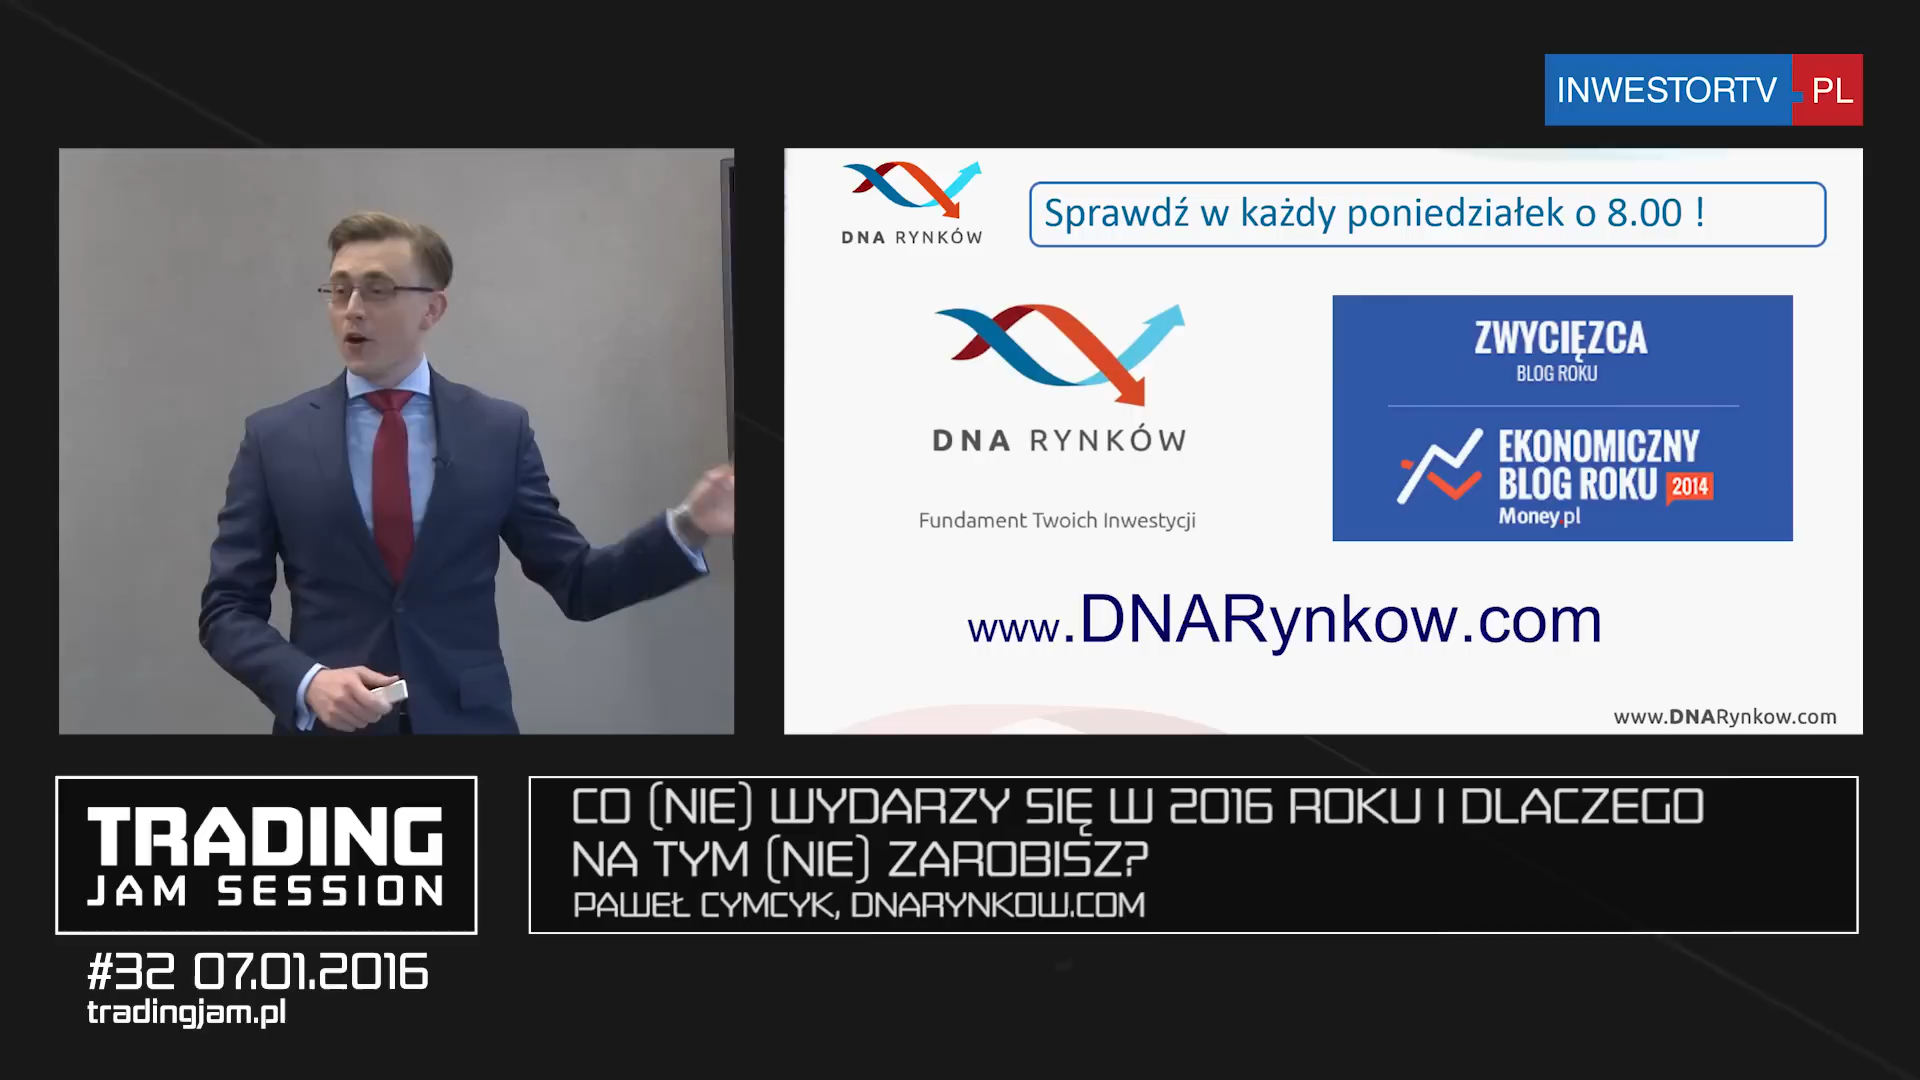 INWESTORTV.PL
DNA RYNKÓW
Sprawdź w każdy poniedziałek o 8.00 !
DNA RYNKÓW
Fundament Twoich Inwestycji
ZWYCIĘZCA
BLOG ROKU
EKONOMICZNY
BLOG ROKU 2014
Money.pl
www.DNARynkow.com
www.DNARynkow.com
TRADING
JAM SESSION
#32 07.01.2016
tradingjam.pl
CO (NIE) WYDARZY SIĘ W 2016 ROKU I DLACZEGO
NA TYM (NIE) ZAROBISZ?
PAWEŁ CYMCYK, DNARYNKOW.COM